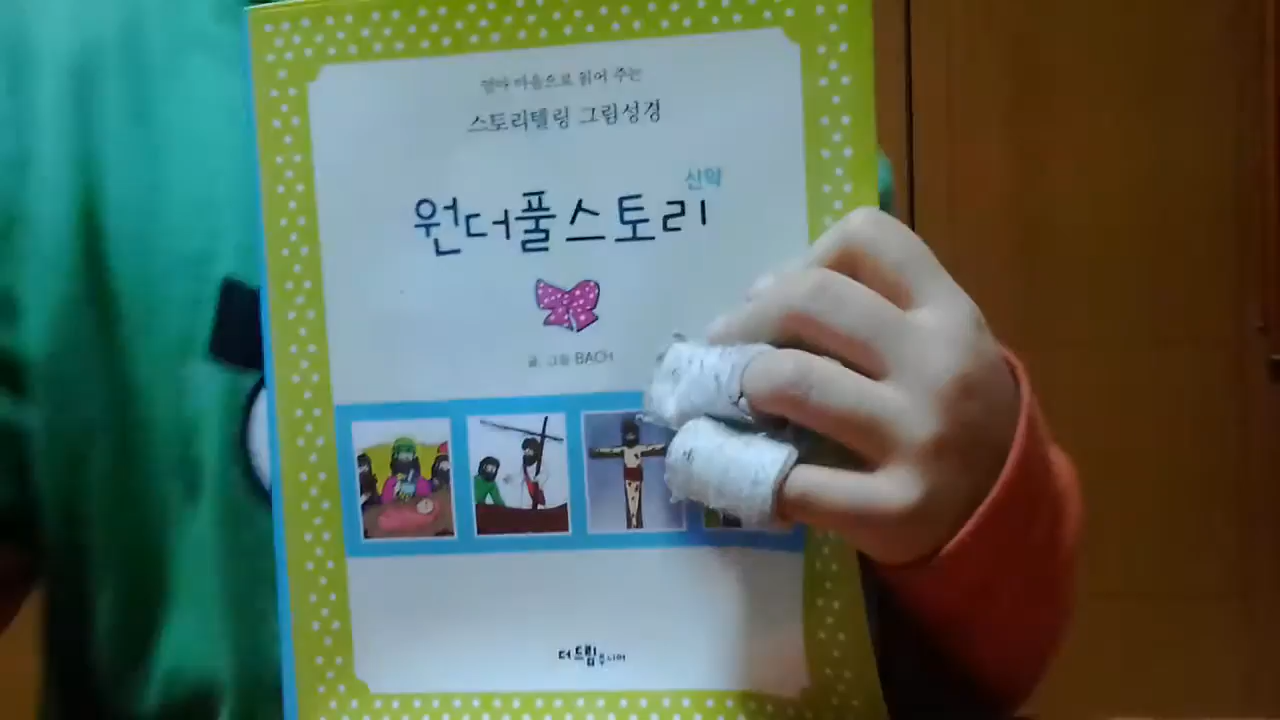 엄마 마음으로 읽어 주는
스토리텔링 그림성경
신약
원더풀스토리
글. 그림 BACH
더드림주니어